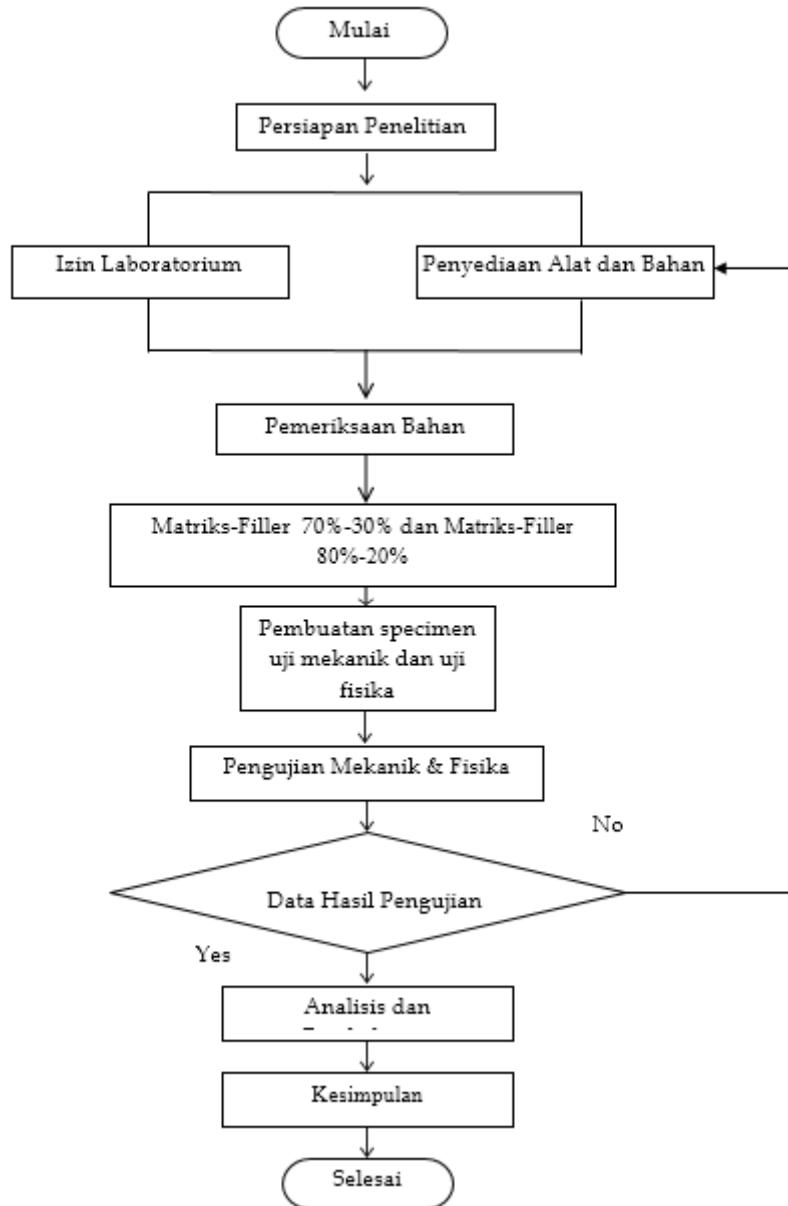 Mulai
Persiapan Penelitian
Izin Laboratorium
Penyediaan Alat dan Bahan
Pemeriksaan Bahan
Matriks-Filler 70%-30% dan Matriks-Filler
80%-20%
Pembuatan specimen
uji mekanik dan uji
fisika
Pengujian Mekanik & Fisika
No
Data Hasil Pengujian
Yes
Analisis dan
Kesimpulan
Selesai